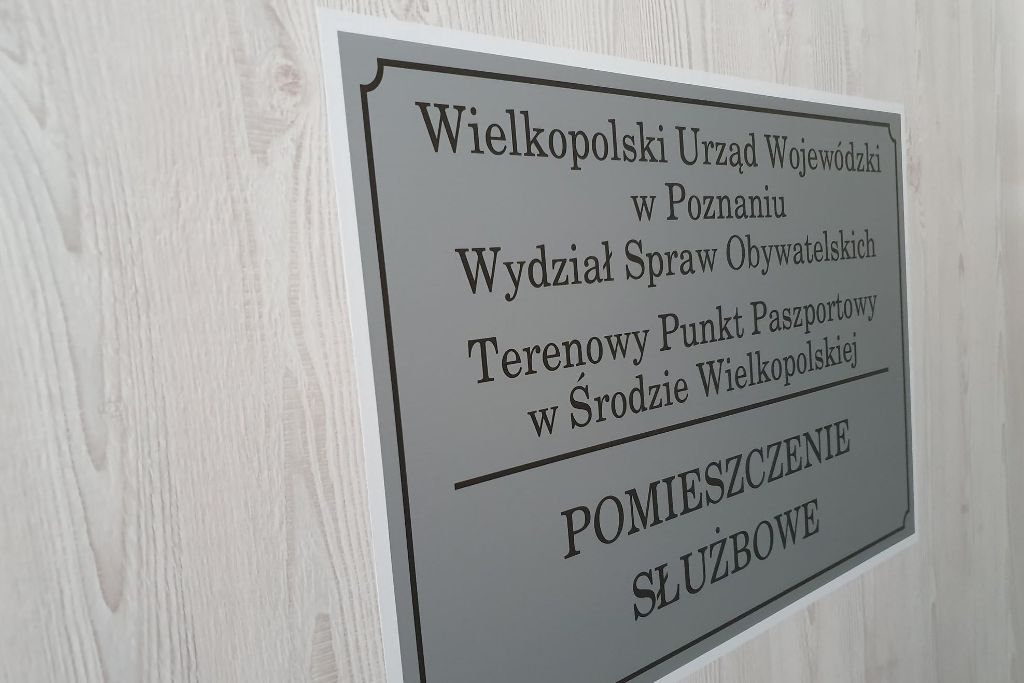 Wielkopolski Urząd Wojewódzki
w Poznaniu
Wydział Spraw Obywatelskich
Terenowy Punkt Paszportowy
w Środzie Wielkopolskiej
POMIESZCZENIE
SŁUŻBOWE